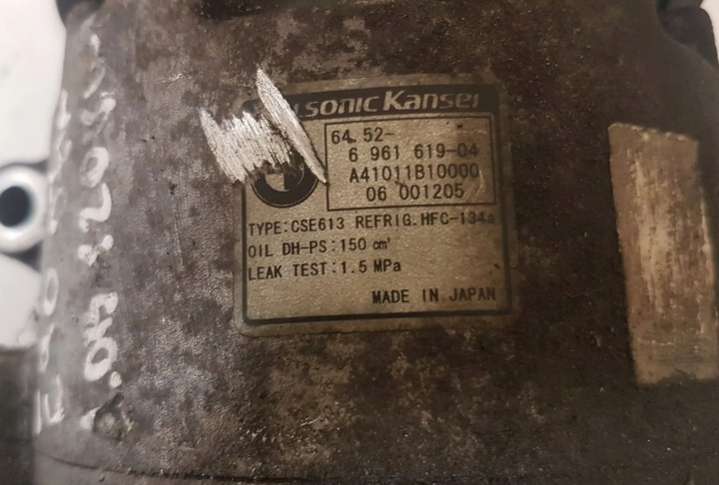 sonic Kansei
64.52-
6 961 619-04
A41011B10000
06 001205
TYPE:CSE613 REFRIG.HFC-134a
OIL DH-PS:150 cm³
LEAK TEST:1.5 MPa
MADE IN JAPAN
E90